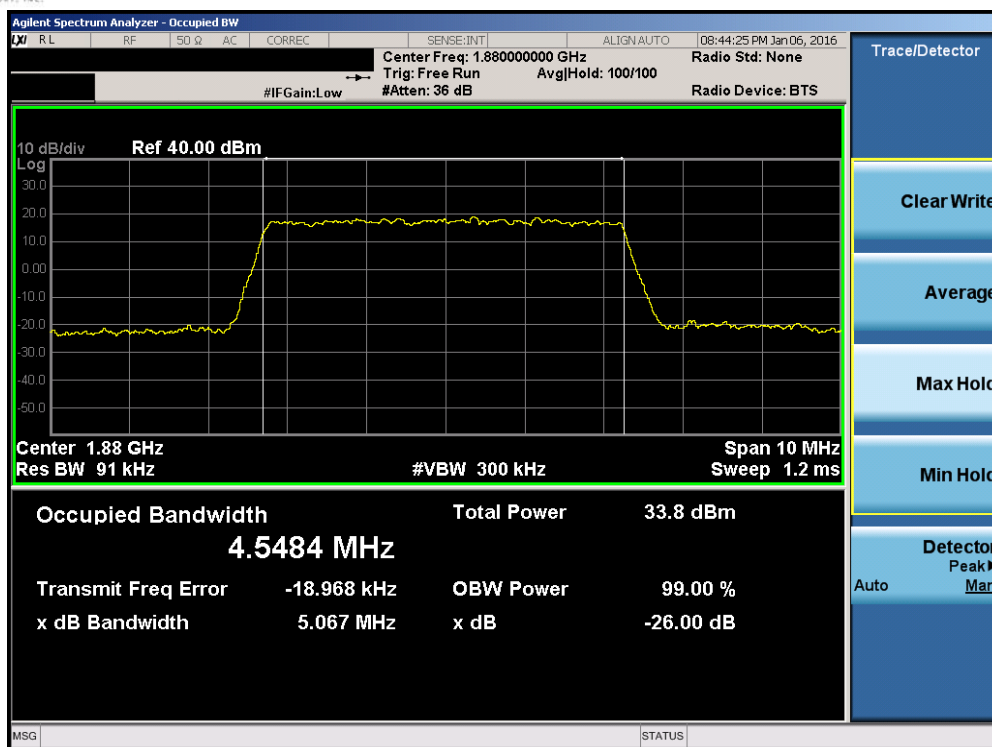 Agilent Spectrum Analyzer - Occupied BW
LXI RL RF 50 Ω AC CORREC SENSE:INT ALIGN AUTO 08:44:25 PM Jan 06, 2016
Center Freq: 1.880000000 GHz Radio Std: None
Trig: Free Run Avg|Hold: 100/100
#IFGain:Low #Atten: 36 dB Radio Device: BTS
Trace/Detector
10 dB/div Ref 40.00 dBm
Log
30.0
20.0
10.0
0.00
-10.0
-20.0
-30.0
-40.0
-50.0
Center 1.88 GHz Span 10 MHz
Res BW 91 kHz #VBW 300 kHz Sweep 1.2 ms
Occupied Bandwidth Total Power 33.8 dBm
4.5484 MHz
Transmit Freq Error -18.968 kHz OBW Power 99.00 %
x dB Bandwidth 5.067 MHz x dB -26.00 dB
Clear Write
Average
Max Hold
Min Hold
Detector
Peak
Auto Man
MSG STATUS